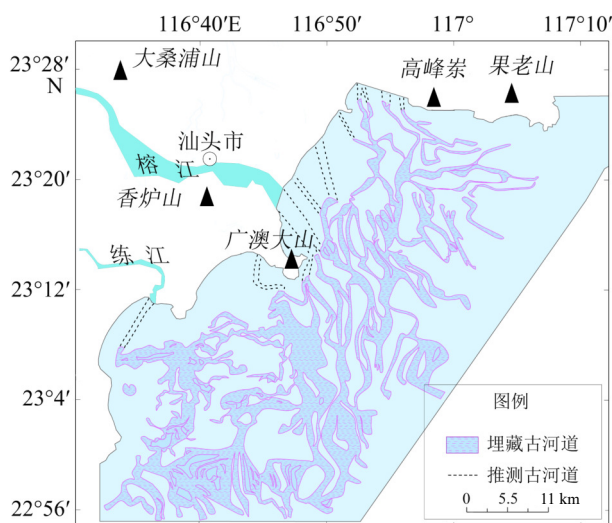 116°40′E 116°50′ 117° 117°10′
23°28′
N
大桑浦山
高峰岽
果老山
汕头市
榕 江
23°20′
香炉山
广澳大山
练 江
23°12′
23°4′
22°56′
图例
埋藏古河道
推测古河道
0 5.5 11 km